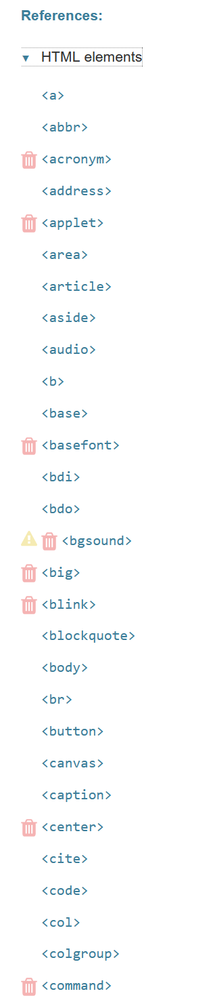 References:
HTML elements
<a>
<abbr>
<acronym>
<address>
<applet>
<area>
<article>
<aside>
<audio>
<b>
<base>
<basefont>
<bdi>
<bdo>
<bgsound>
<big>
<blink>
<blockquote>
<body>
<br>
<button>
<canvas>
<caption>
<center>
<cite>
<code>
<col>
<colgroup>
<command>